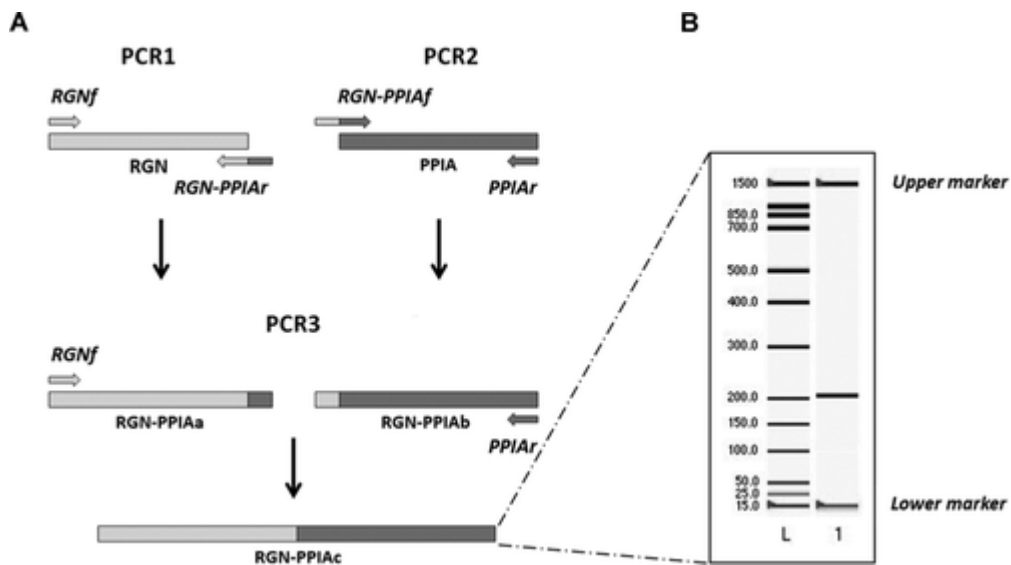 A
B
PCR1
PCR2
RGNf
RGN-PPIAf
RGN
PPIA
RGN-PPIAr
PPIAr
PCR3
RGNf
RGN-PPIAa
RGN-PPIAb
PPIAr
RGN-PPIAc
1500
850.0
700.0
500.0
400.0
300.0
200.0
150.0
100.0
50.0
25.0
15.0
L 1
Upper marker
Lower marker